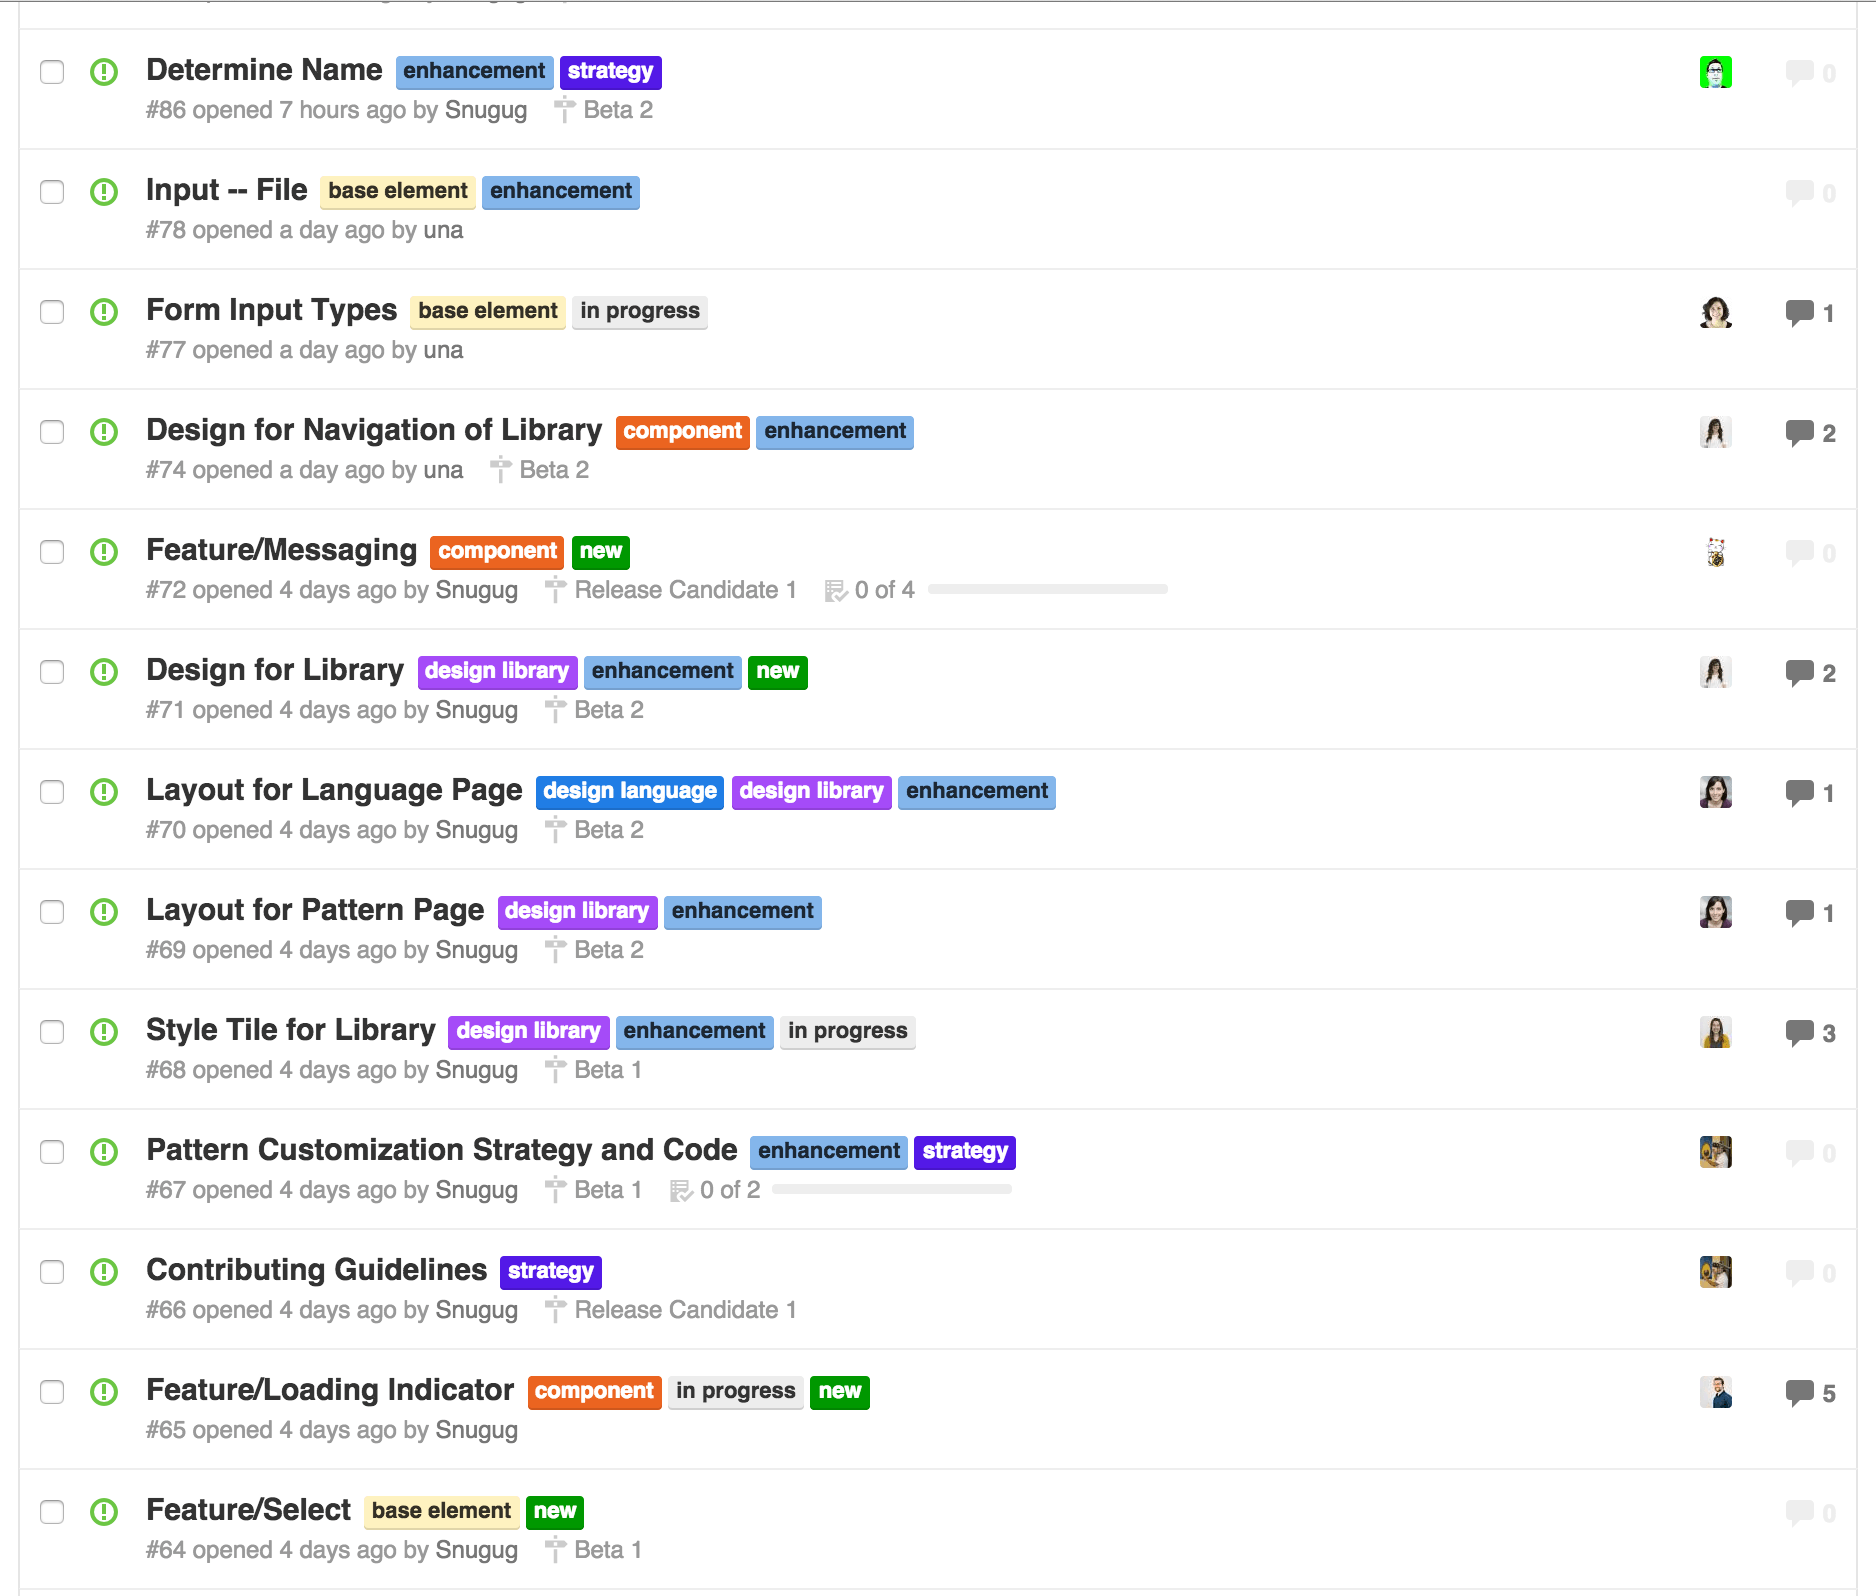 Determine Name enhancement strategy
#86 opened 7 hours ago by Snugug Beta 2 0
Input -- File base element enhancement
#78 opened a day ago by una 0
Form Input Types base element in progress
#77 opened a day ago by una 1
Design for Navigation of Library component enhancement
#74 opened a day ago by una Beta 2 2
Feature/Messaging component new
#72 opened 4 days ago by Snugug Release Candidate 1 0 of 4 0
Design for Library design library enhancement new
#71 opened 4 days ago by Snugug Beta 2 2
Layout for Language Page design language design library enhancement
#70 opened 4 days ago by Snugug Beta 2 1
Layout for Pattern Page design library enhancement
#69 opened 4 days ago by Snugug Beta 2 1
Style Tile for Library design library enhancement in progress
#68 opened 4 days ago by Snugug Beta 1 3
Pattern Customization Strategy and Code enhancement strategy
#67 opened 4 days ago by Snugug Beta 1 0 of 2 0
Contributing Guidelines strategy
#66 opened 4 days ago by Snugug Release Candidate 1 0
Feature/Loading Indicator component in progress new
#65 opened 4 days ago by Snugug 5
Feature/Select base element new
#64 opened 4 days ago by Snugug Beta 1 0